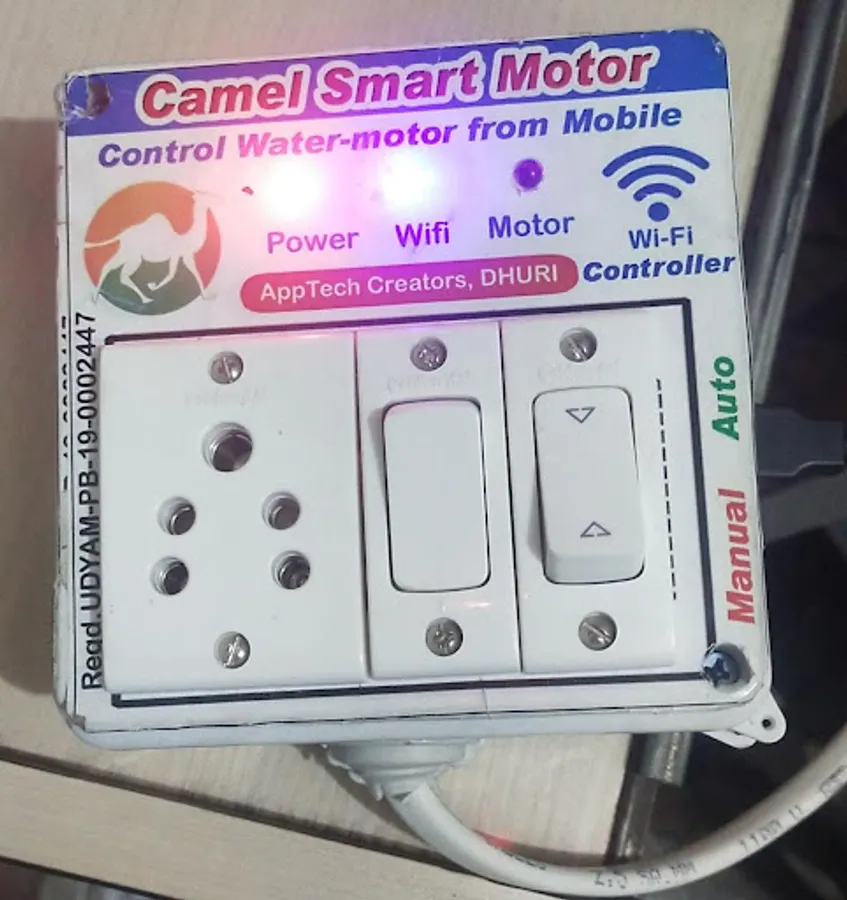 Camel Smart Motor
Control Water-motor from Mobile
Power Wifi Motor
Wi-Fi
Controller
AppTech Creators, DHURI
Regd.UDYAM-PB-19-0002447
Auto
Manual